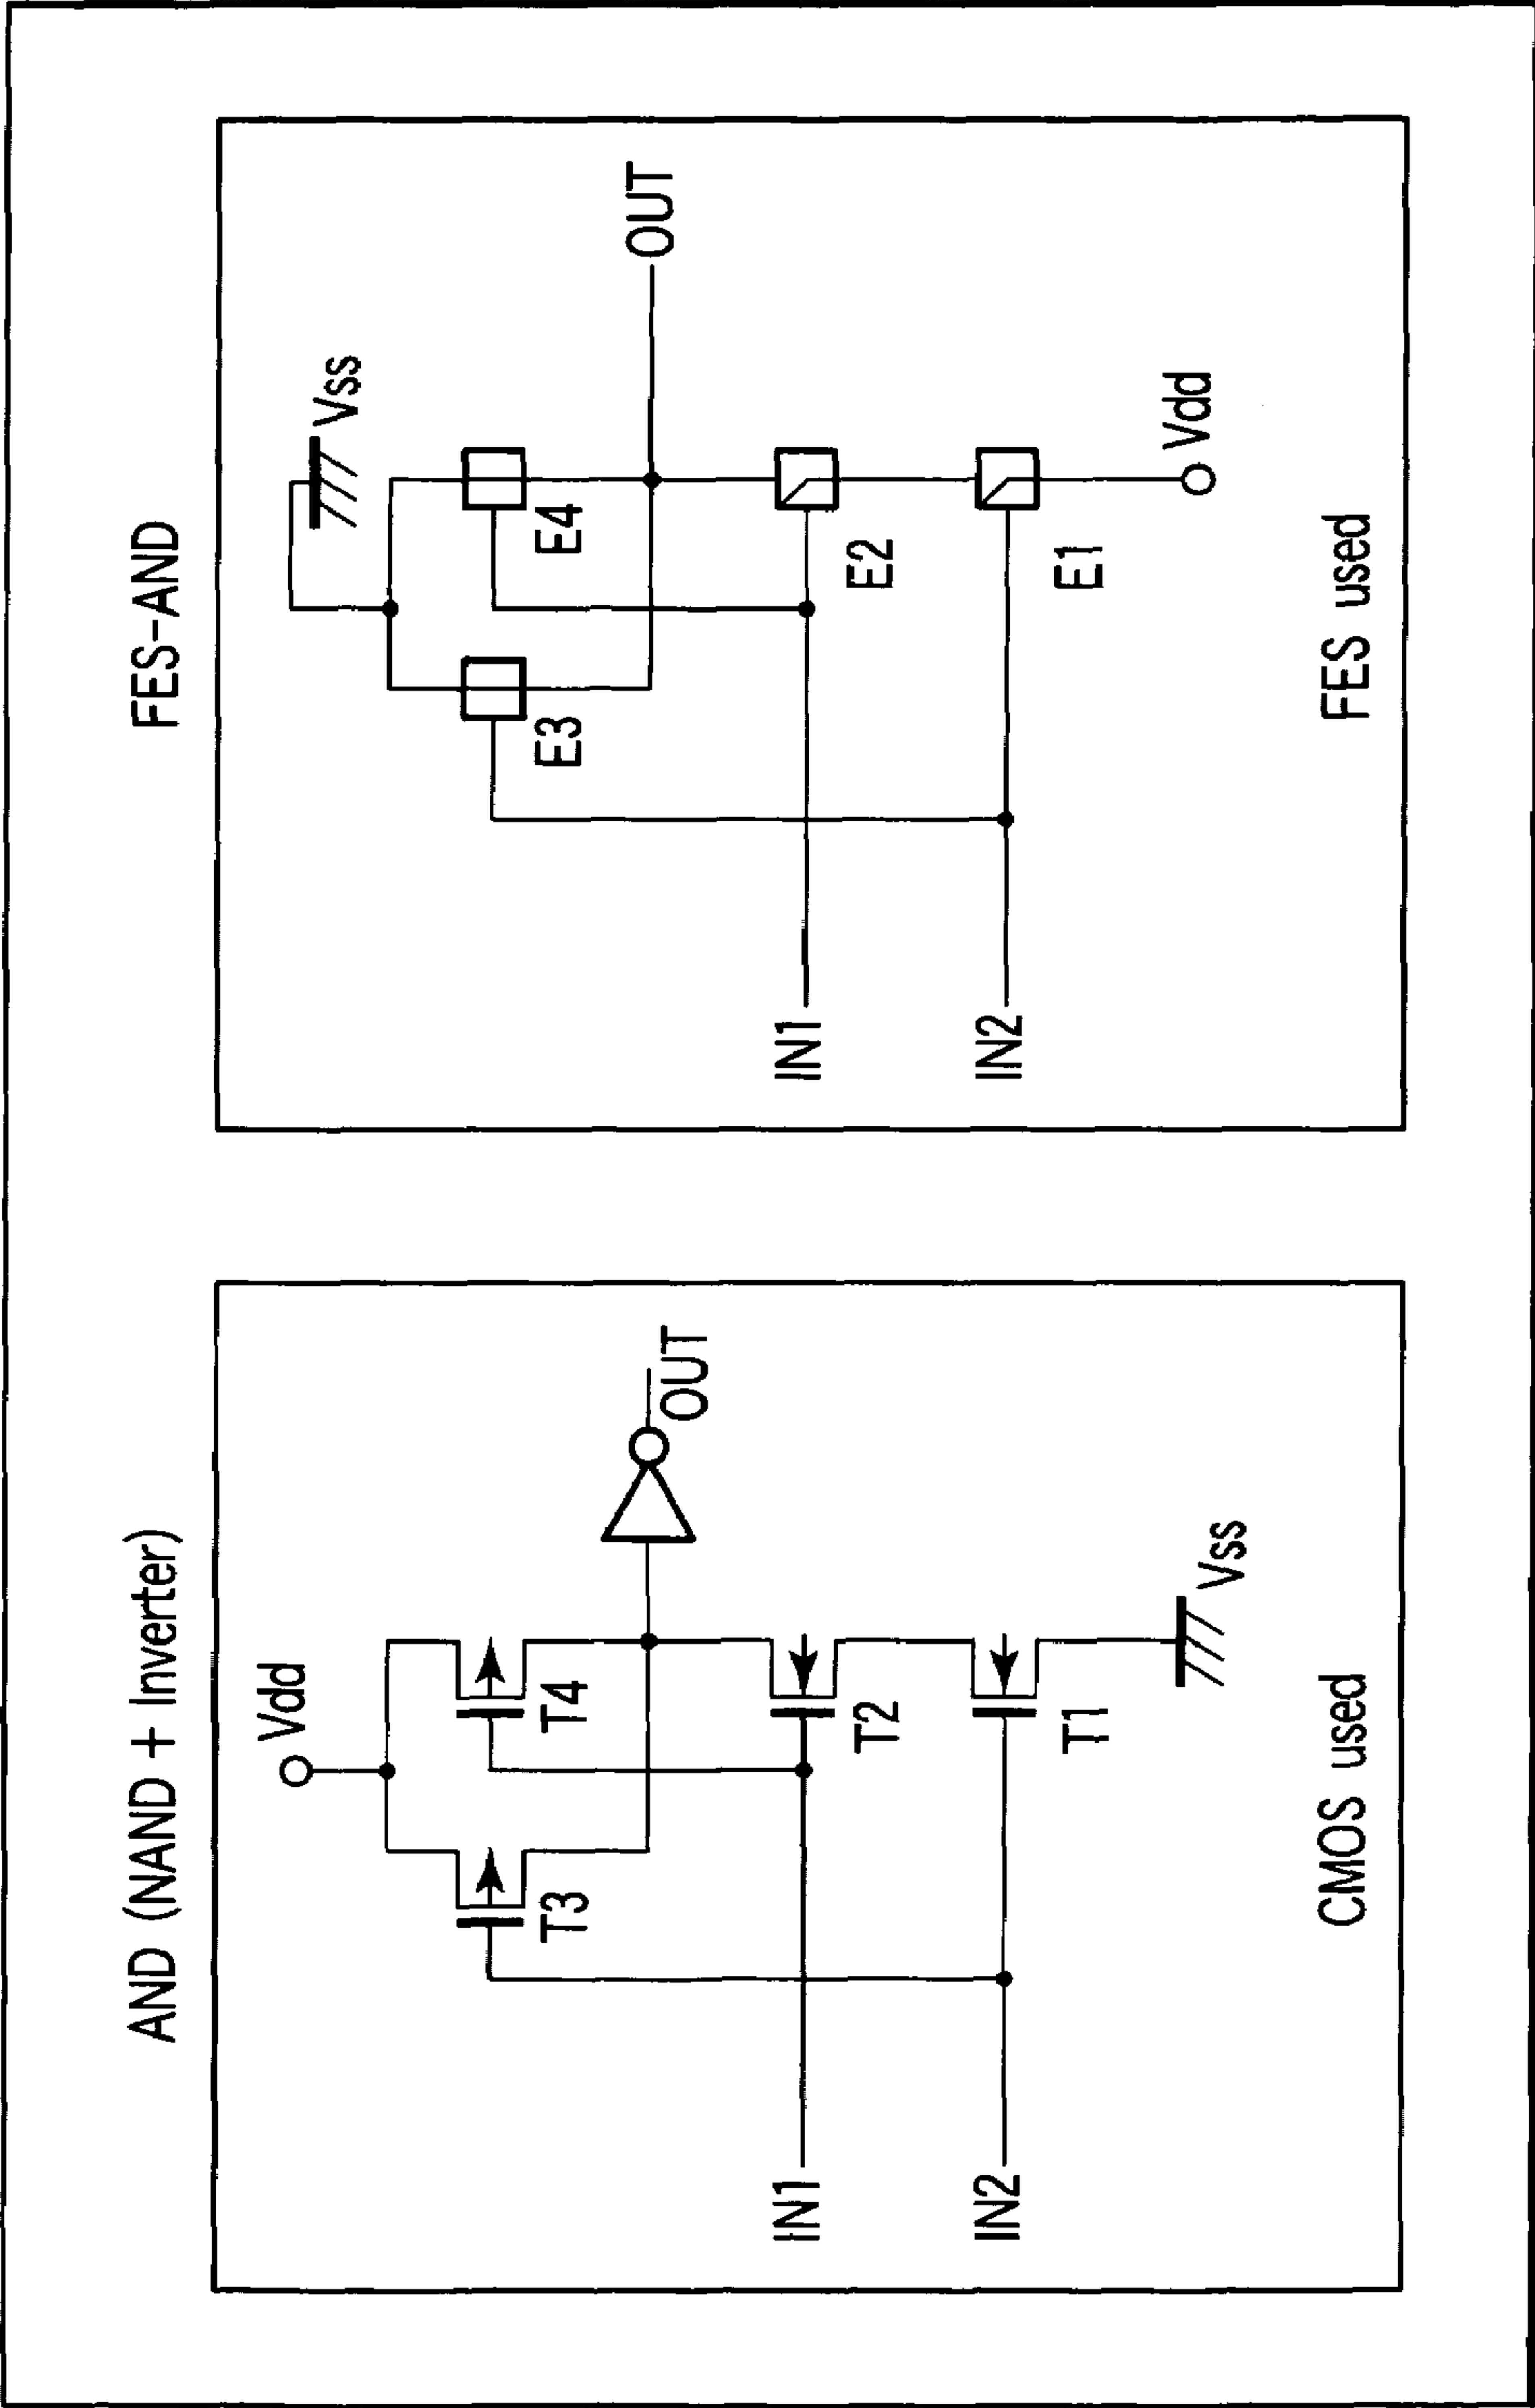 AND (NAND + Inverter)
Vdd
T3
T4
OUT
IN1
T2
IN2
T1
Vss
CMOS used
FES-AND
Vss
E3
E4
OUT
IN1
E2
IN2
E1
Vdd
FES used